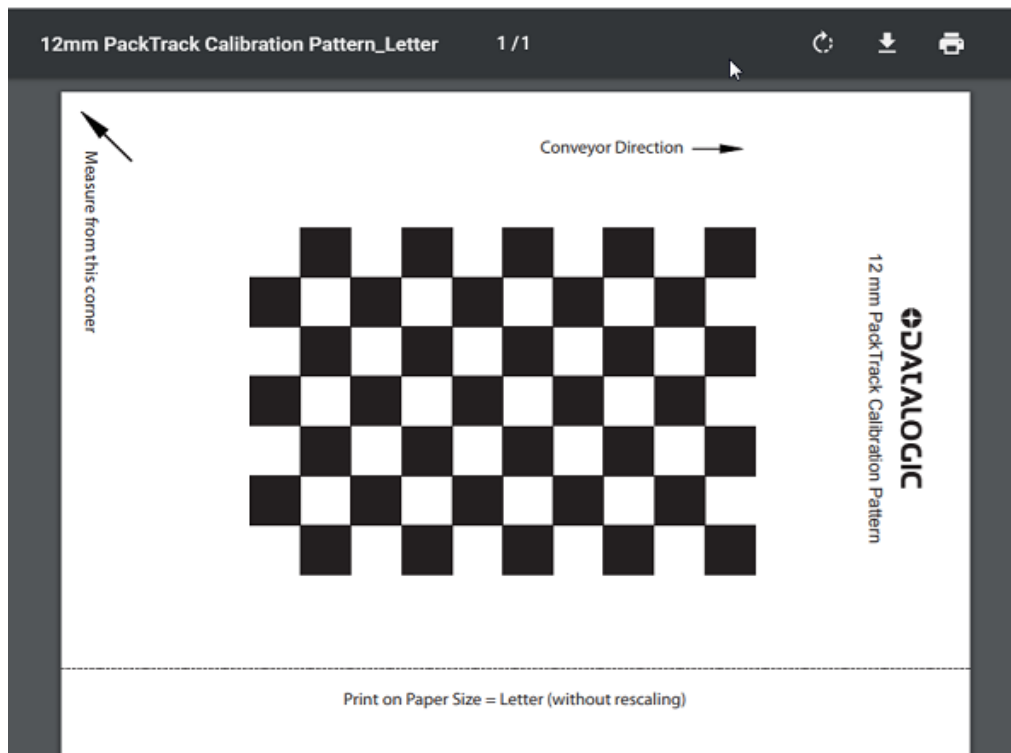 12mm PackTrack Calibration Pattern_Letter
1 / 1
Conveyor Direction
Measure from this corner
DATALOGIC
12 mm PackTrack Calibration Pattern
Print on Paper Size = Letter (without rescaling)